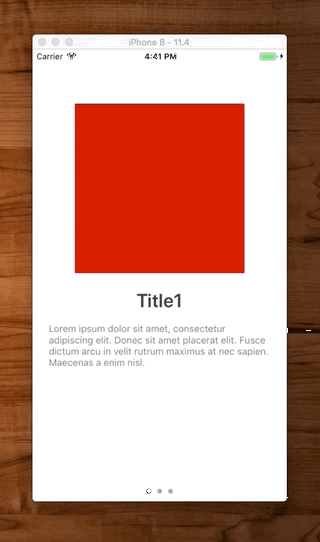 iPhone 8 - 11.4
Carrier 4:41 PM
Title1
Lorem ipsum dolor sit amet, consectetur
adipiscing elit. Donec sit amet placerat elit. Fusce
dictum arcu in velit rutrum maximus at nec sapien.
Maecenas a enim nisl.